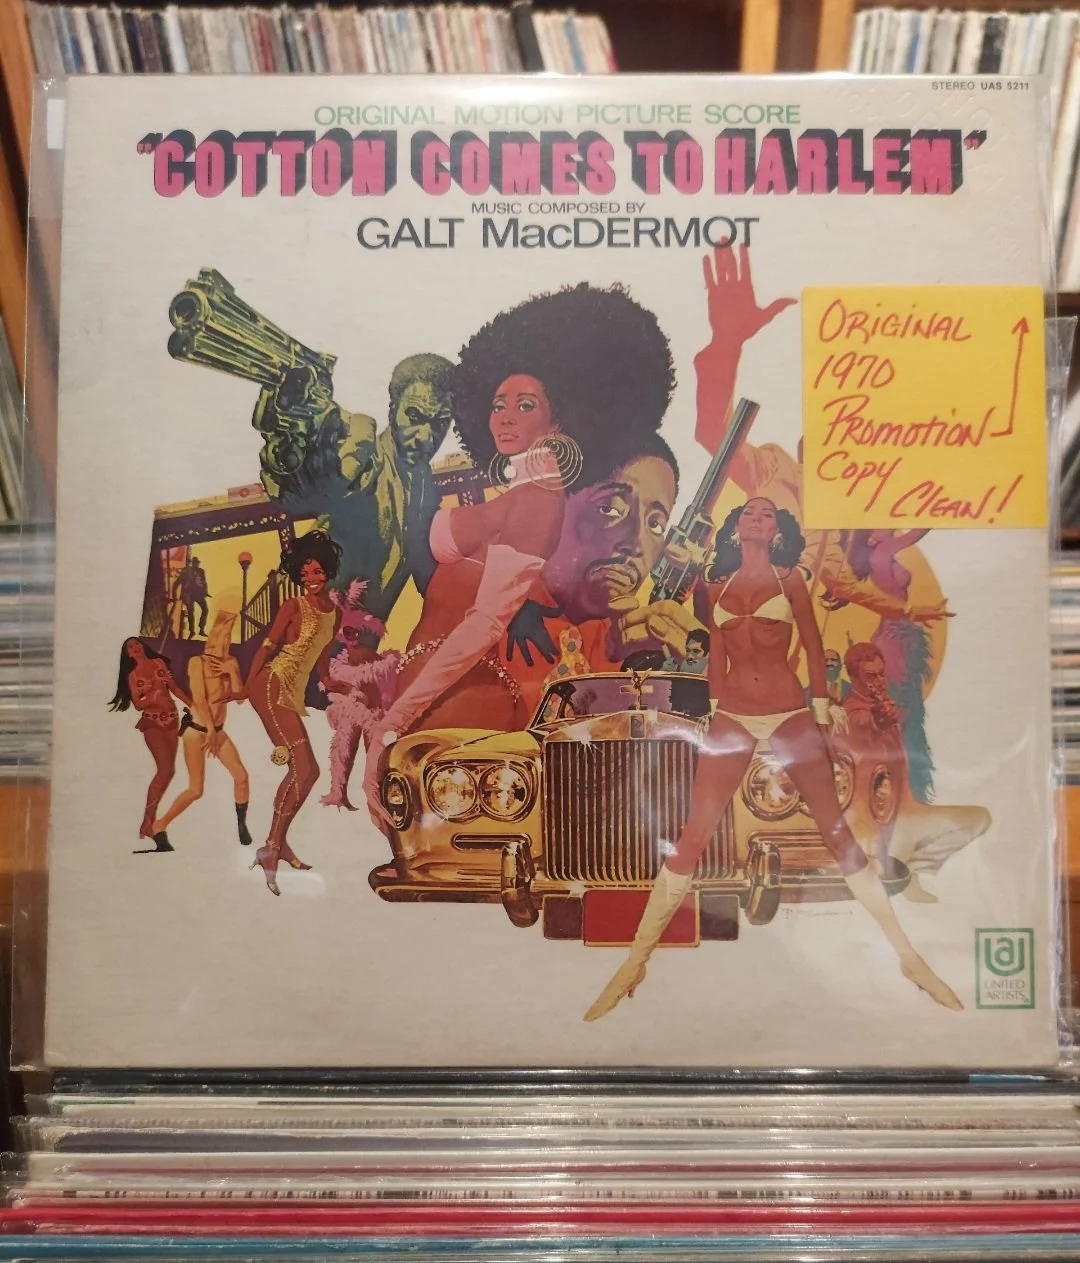 STEREO UAS 5211
ORIGINAL MOTION PICTURE SCORE
"COTTON COMES TO HARLEM"
MUSIC COMPOSED BY
GALT MacDERMOT
ORIGINAL
1970
PROMOTION
COPY
CLEAN!
UA
UNITED
ARTISTS